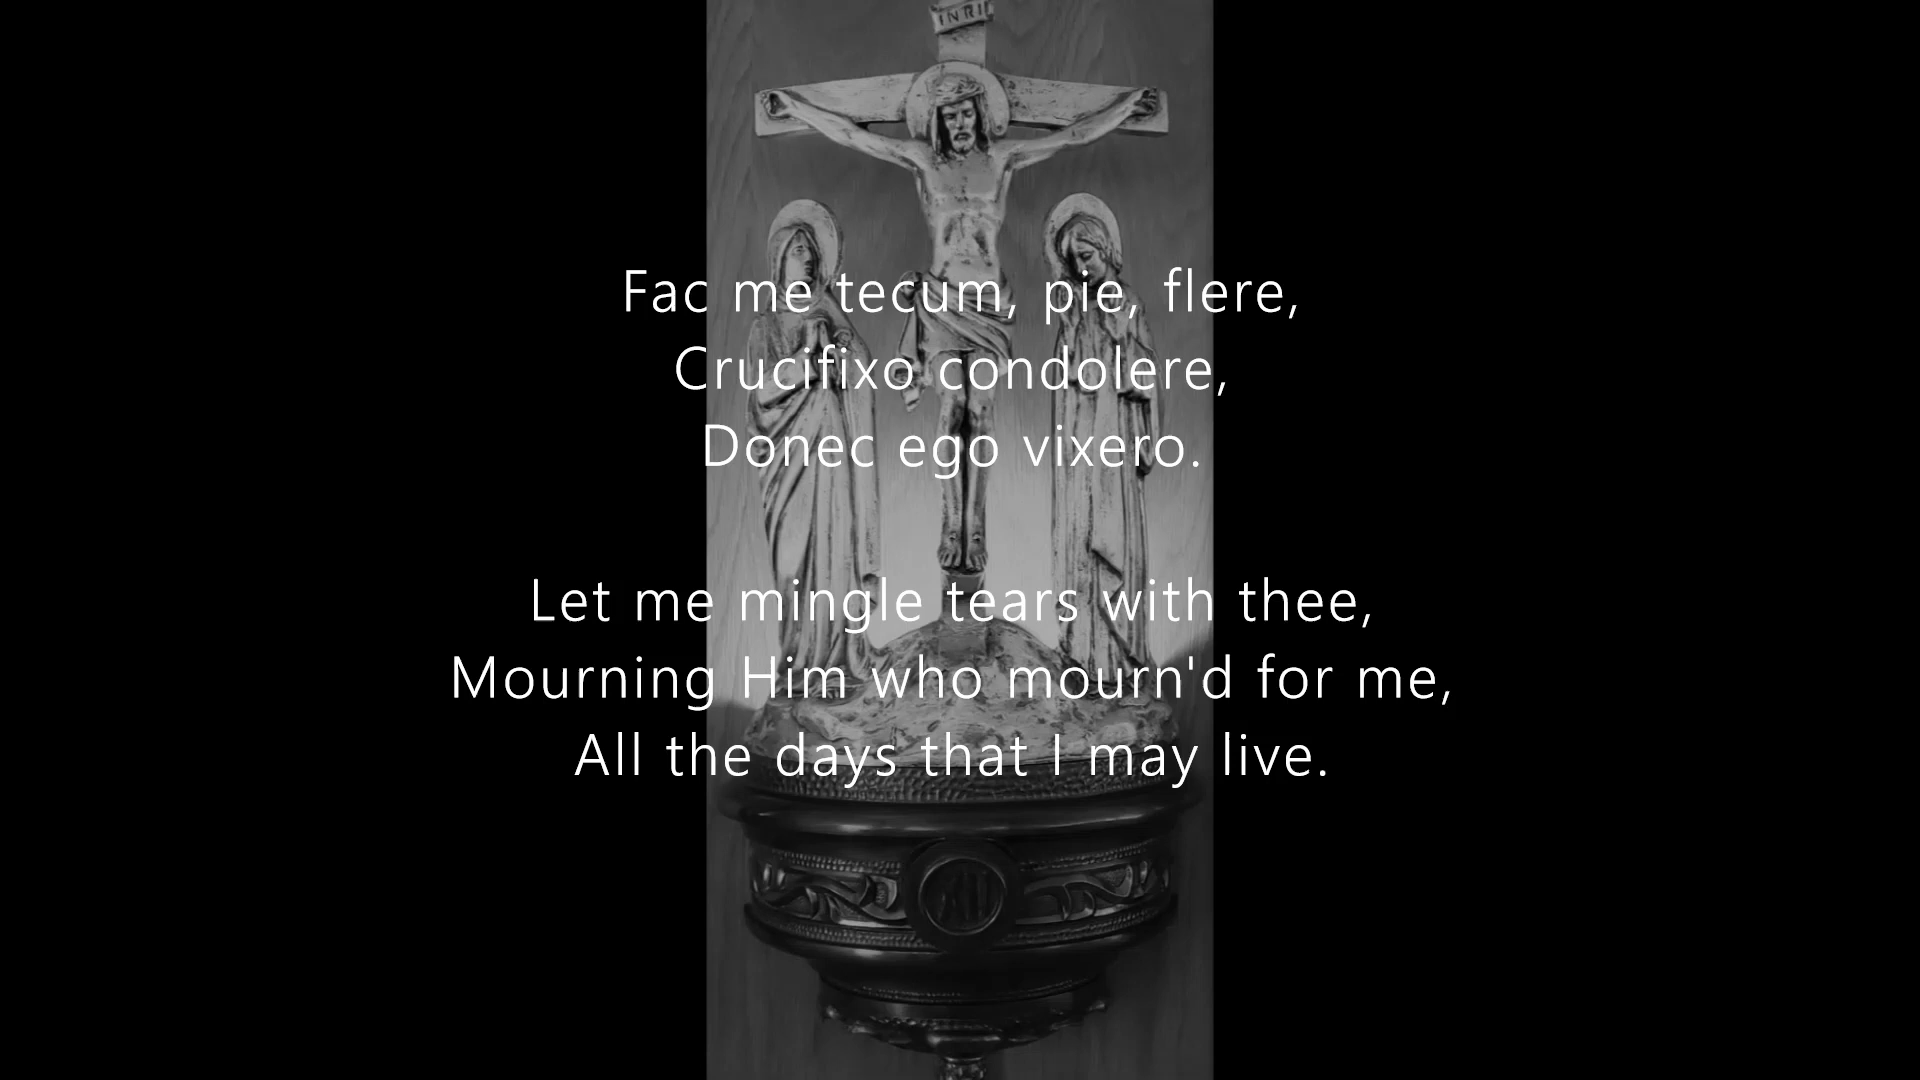 INRI
Fac me tecum, pie, flere,
Crucifixo condolere,
Donec ego vixero.
Let me mingle tears with thee,
Mourning Him who mourn'd for me,
All the days that I may live.
XII